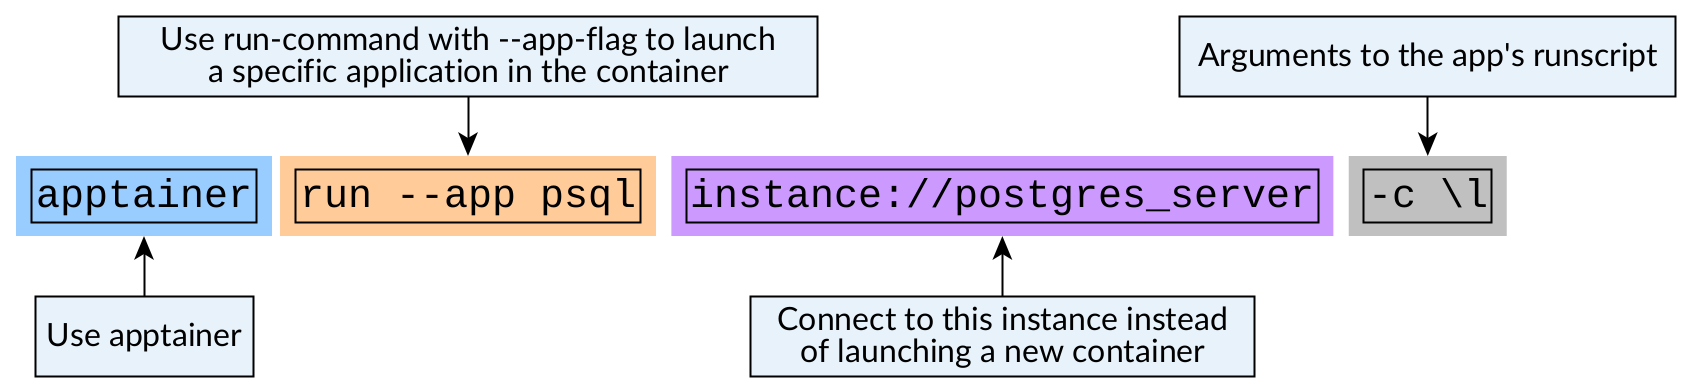 Use run-command with --app-flag to launch
a specific application in the container
Arguments to the app's runscript
apptainer run --app psql instance://postgres_server -c \l
Use apptainer
Connect to this instance instead
of launching a new container